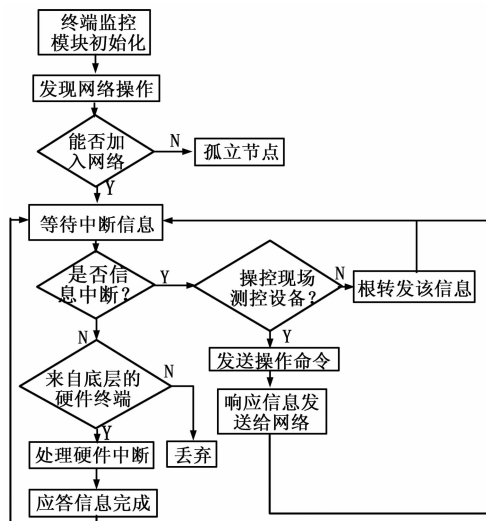 终端监控
模块初始化
发现网络操作
能否加
入网络
N
孤立节点
Y
等待中断信息
是否信
息中断?
Y
操控现场
测控设备?
N
根转发该信息
N
Y
发送操作命令
来自底层的
硬件终端
N
响应信息发
送给网络
Y
处理硬件中断
丢弃
应答信息完成